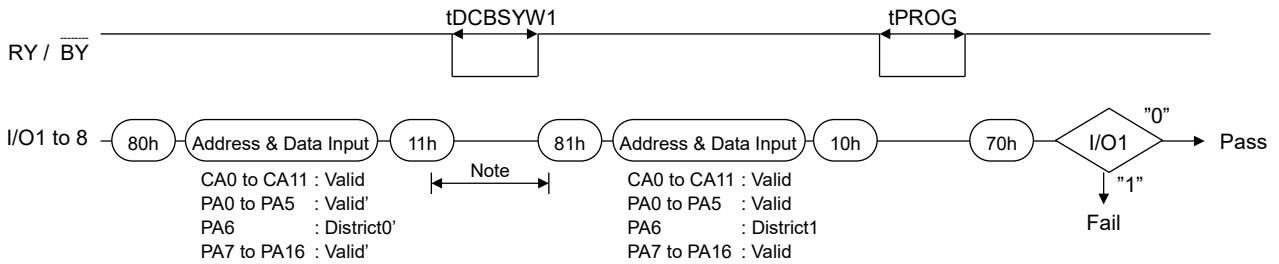 tDCBSYW1 tPROG
RY / BY
I/O1 to 8 80h Address & Data Input 11h 81h Address & Data Input 10h 70h I/O1 "0" Pass
Note
"1"
Fail
CA0 to CA11 : Valid
PA0 to PA5 : Valid'
PA6 : District0'
PA7 to PA16 : Valid'
CA0 to CA11 : Valid
PA0 to PA5 : Valid
PA6 : District1
PA7 to PA16 : Valid